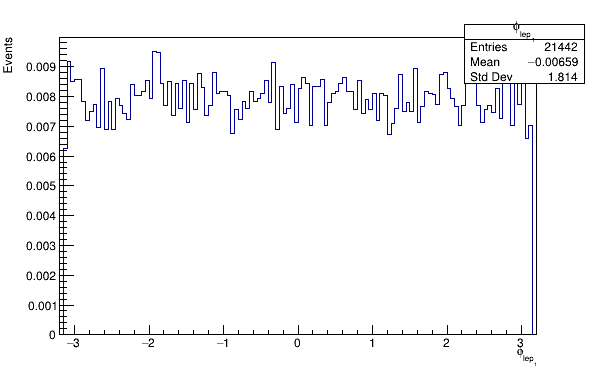 ϕlep1
Entries 21442
Mean −0.00659
Std Dev 1.814
Events
0.009
0.008
0.007
0.006
0.005
0.004
0.003
0.002
0.001
0
−3 −2 −1 0 1 2 3
ϕlep1